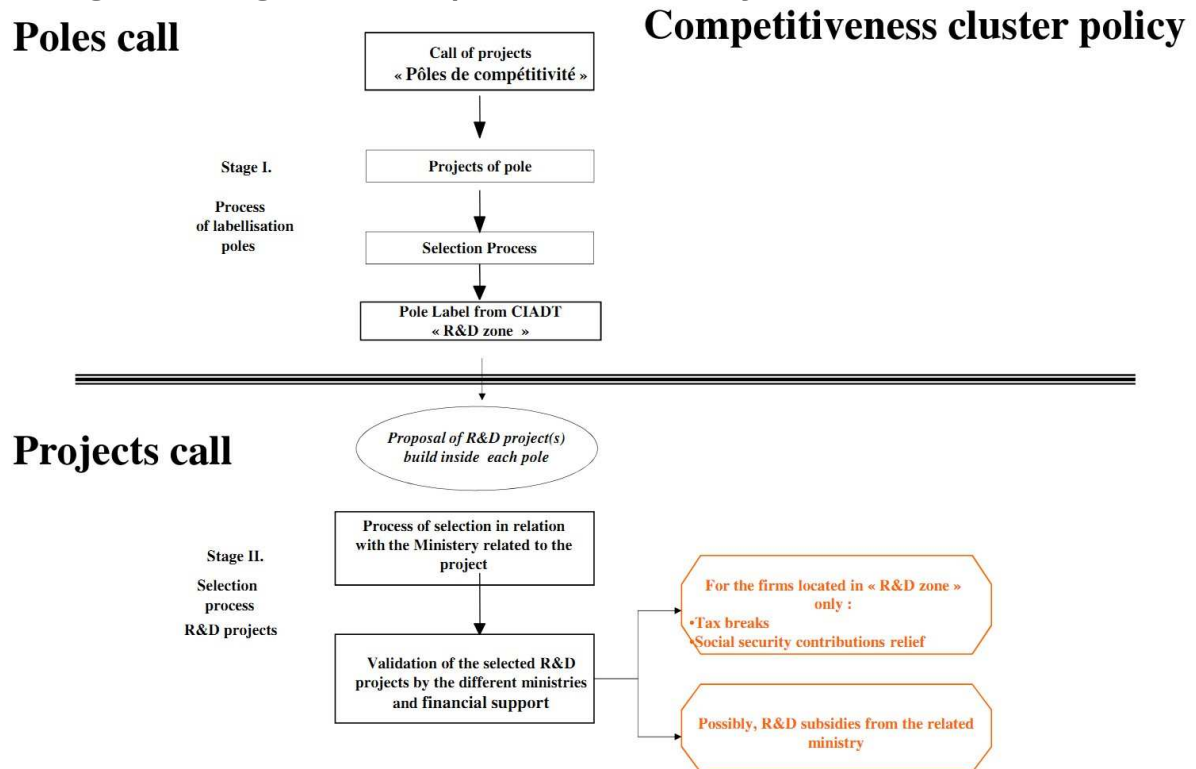 Competitiveness cluster policy
Poles call
Call of projects
« Pôles de compétitivité »
Stage I.
Projects of pole
Process
of labellisation
poles
Selection Process
Pole Label from CIADT
« R&D zone »
Proposal of R&D project(s)
build inside each pole
Projects call
Process of selection in relation
with the Ministery related to the
project
Stage II.
Selection
process
R&D projects
For the firms located in « R&D zone »
only :
•Tax breaks
•Social security contributions relief
Validation of the selected R&D
projects by the different ministries
and financial support
Possibly, R&D subsidies from the related
ministry